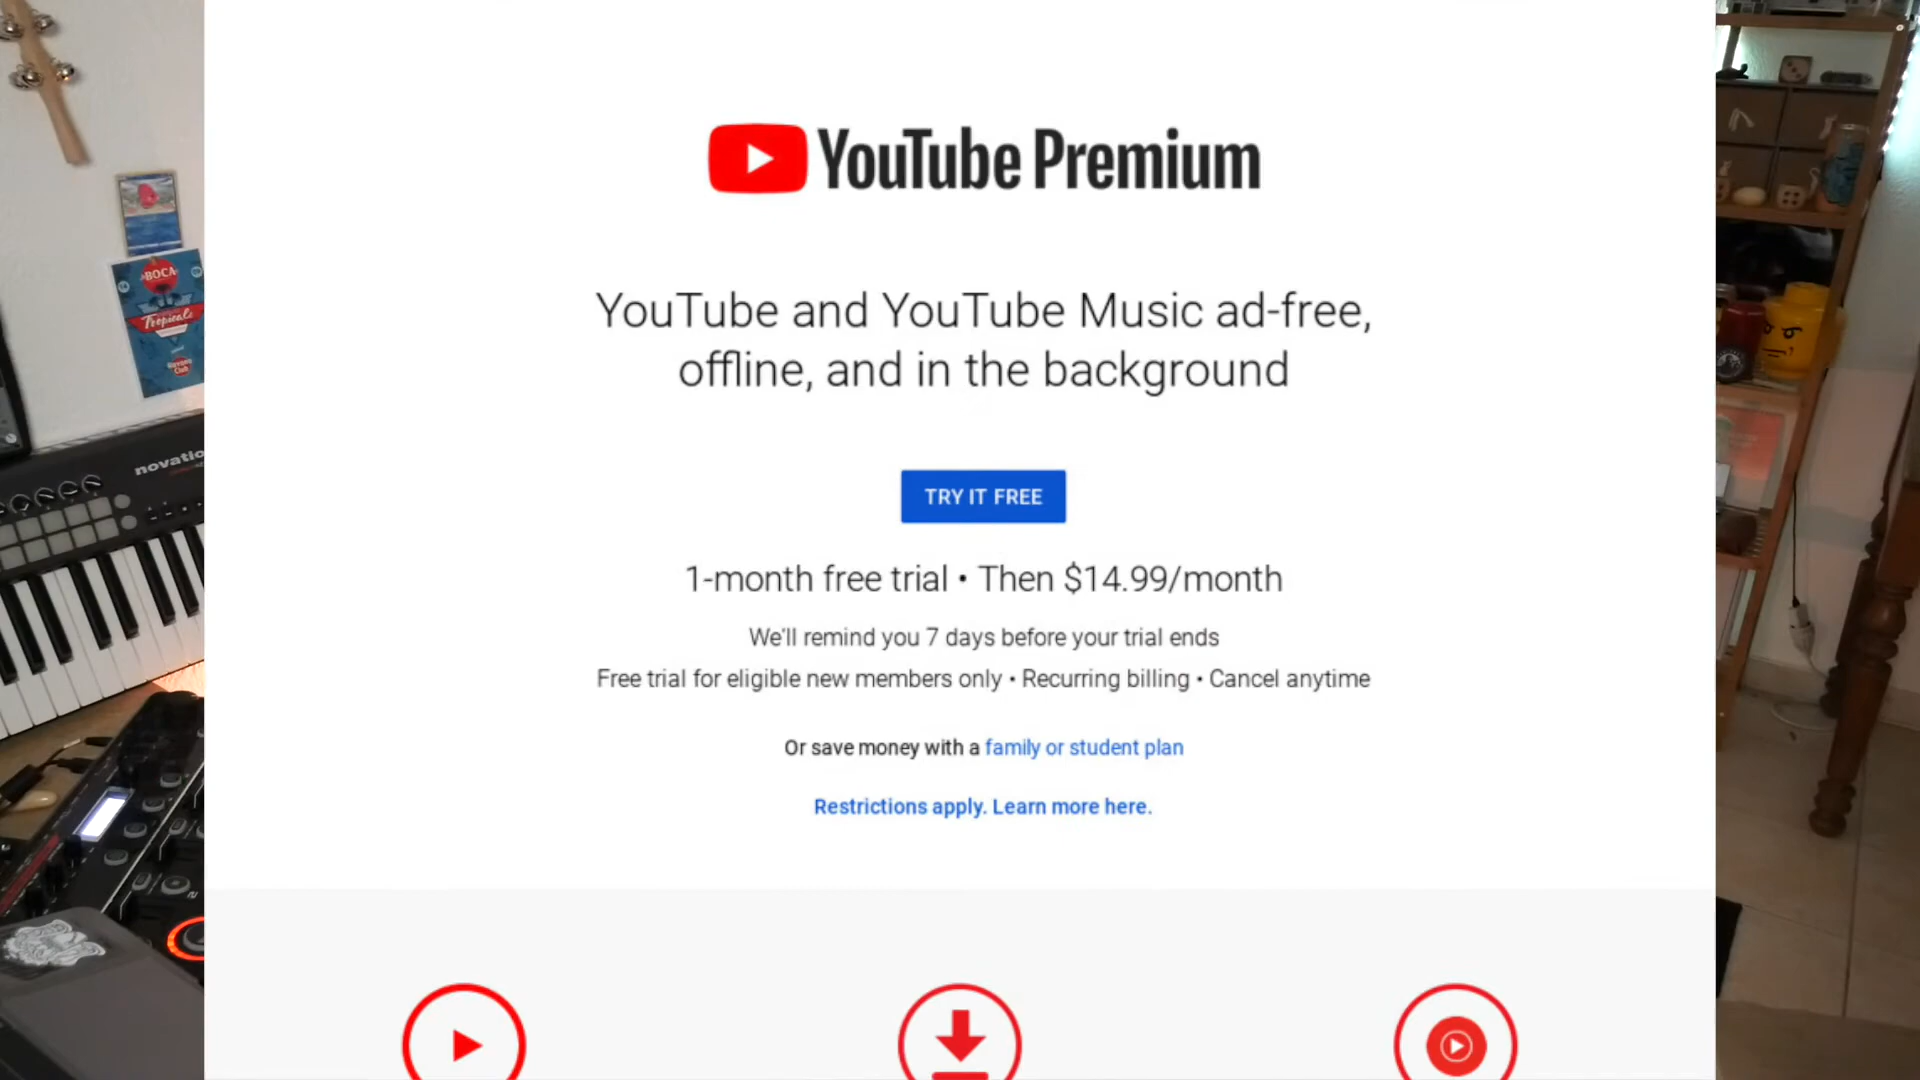 YouTube Premium
YouTube and YouTube Music ad-free,
offline, and in the background
TRY IT FREE
1-month free trial • Then $14.99/month
We'll remind you 7 days before your trial ends
Free trial for eligible new members only • Recurring billing • Cancel anytime
Or save money with a family or student plan
Restrictions apply. Learn more here.
BOCA
Tropicale
novatio